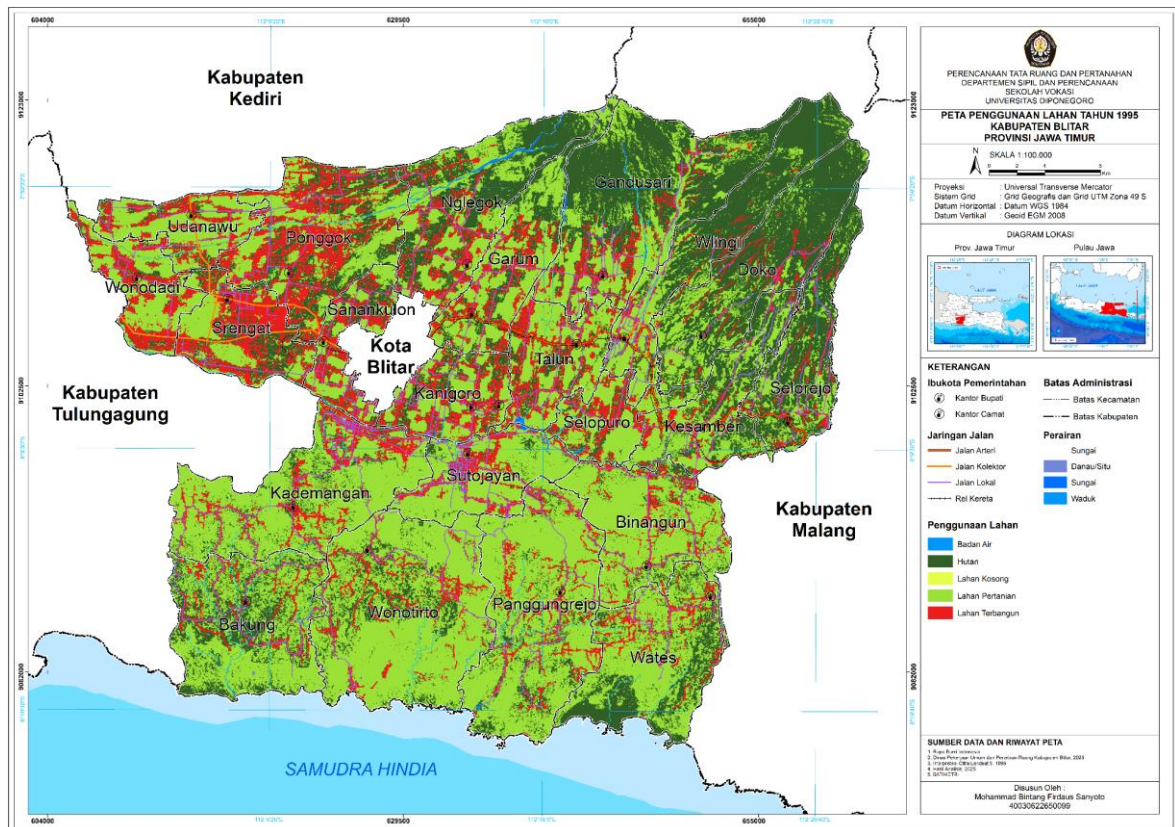 604000
629500
655000
9123000
9102500
9082000
9123000
9102500
9082000
604000
629500
655000
Kabupaten
Kediri
Gandusari
Nglegok
Udanawu
Ponggok
Wlingi
Garum
Doko
Wonodadi
Sanankulon
Srengat
Kota
Blitar
Talun
Kabupaten
Tulungagung
Kanigoro
Selorejo
Selopuro
Kesamben
Sutojayan
Kademangan
Binangun
Kabupaten
Malang
Wonotirto
Panggungrejo
Bakung
Wates
SAMUDRA HINDIA
PERENCANAAN TATA RUANG DAN PERTANAHAN
DEPARTEMEN SIPIL DAN PERENCANAAN
SEKOLAH VOKASI
UNIVERSITAS DIPONEGORO
PETA PENGGUNAAN LAHAN TAHUN 1995
KABUPATEN BLITAR
PROVINSI JAWA TIMUR
N
SKALA 1:100.000
Km
Proyeksi : Universal Transverse Mercator
Sistem Grid : Grid Geografis dan Grid UTM Zona 49 S
Datum Horizontal : Datum WGS 1984
Datum Vertikal : Geoid EGM 2008
DIAGRAM LOKASI
Prov. Jawa Timur
Pulau Jawa
KETERANGAN
Ibukota Pemerintahan
Kantor Bupati
Kantor Camat
Batas Administrasi
Batas Kecamatan
Batas Kabupaten
Jaringan Jalan
Jalan Arteri
Jalan Kolektor
Jalan Lokal
Rel Kereta
Perairan
Sungai
Danau/Situ
Sungai
Waduk
Penggunaan Lahan
Badan Air
Hutan
Lahan Kosong
Lahan Pertanian
Lahan Terbangun
SUMBER DATA DAN RIWAYAT PETA
Disusun Oleh :
Mohammad Bintang Firdaus Sanyoto
40030622650099